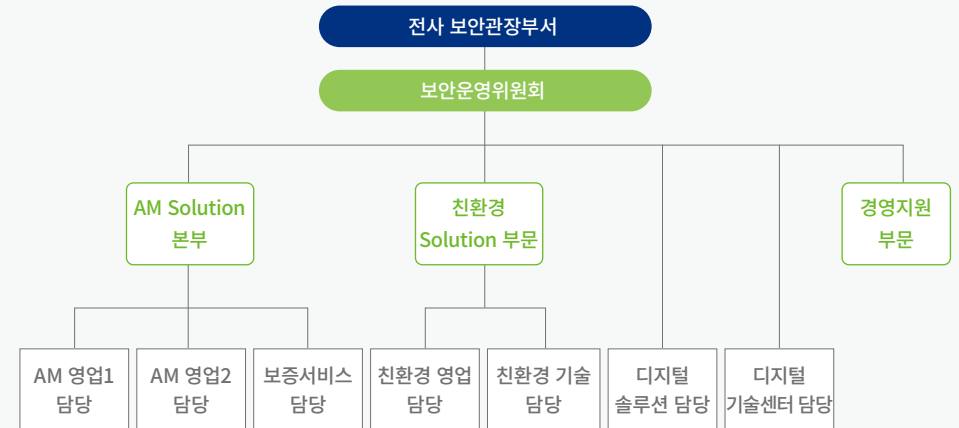 전사 보안관장부서
보안운영위원회
AM Solution
본부
친환경
Solution 부문
경영지원
부문
AM 영업1
담당
AM 영업2
담당
보증서비스
담당
친환경 영업
담당
친환경 기술
담당
디지털
솔루션 담당
디지털
기술센터 담당